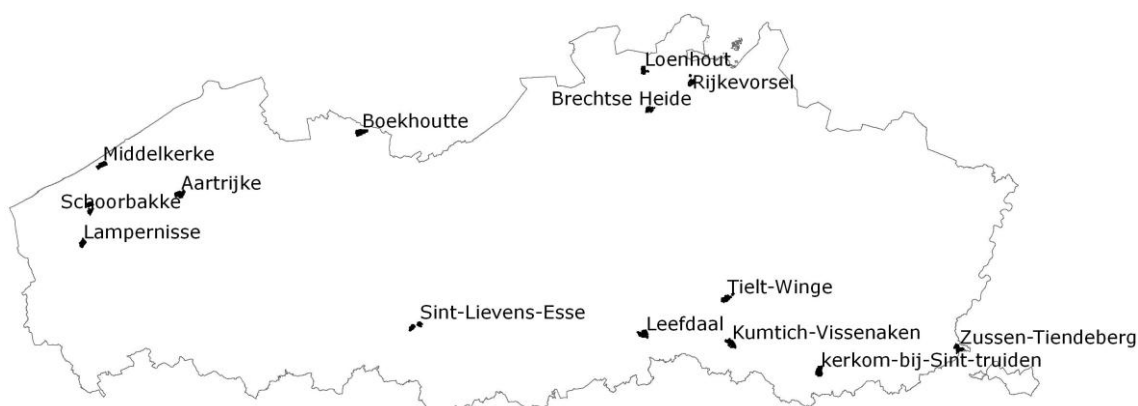 Loenhout
Rijkevorsel
Brechtse Heide
Boekhoutte
Middelkerke
Aartrijke
Schoorbakke
Lampernisse
Tielt-Winge
Sint-Lievens-Esse
Leefdaal
Kumtich-Vissenaken
Zussen-Tiendeberg
kerkom-bij-Sint-truiden